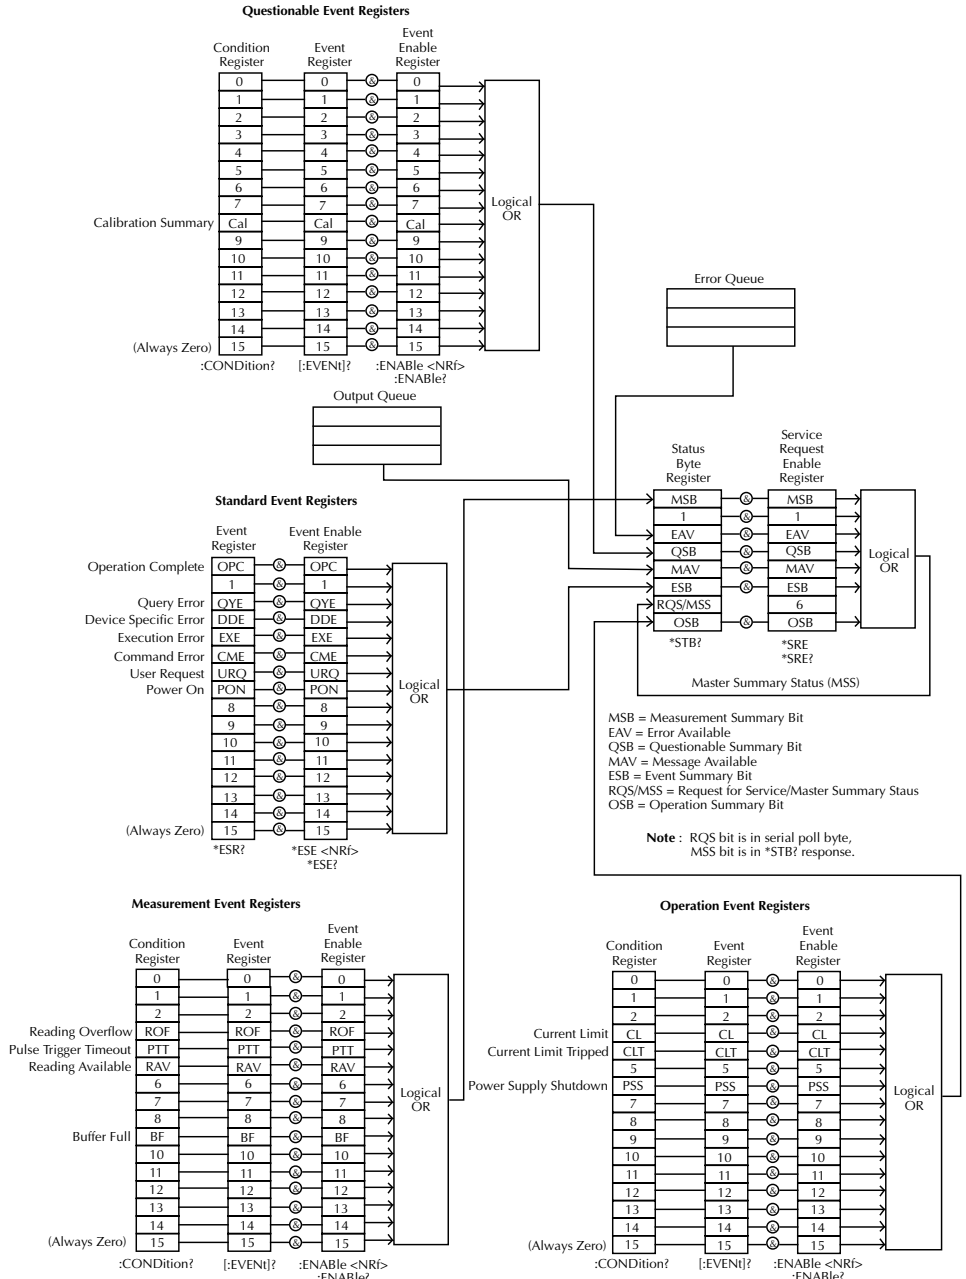 Questionable Event Registers
Condition Register
Event Register
Event Enable Register
0 0 & 0
1 1 & 1
2 2 & 2
3 3 & 3
4 4 & 4
5 5 & 5
6 6 & 6
7 7 & 7
Calibration Summary Cal Cal & Cal
9 9 & 9
10 10 & 10
11 11 & 11
12 12 & 12
13 13 & 13
14 14 & 14
(Always Zero) 15 15 & 15
Logical OR
:CONDition? [:EVENt]? :ENABle <NRf>
:ENABle?
Error Queue
Output Queue
Status Byte Register
Service Request Enable Register
MSB & MSB
1 & 1
EAV & EAV
QSB & QSB
MAV & MAV
ESB & ESB
RQS/MSS 6
OSB & OSB
Logical OR
*STB? *SRE
*SRE?
Master Summary Status (MSS)
MSB = Measurement Summary Bit
EAV = Error Available
QSB = Questionable Summary Bit
MAV = Message Available
ESB = Event Summary Bit
RQS/MSS = Request for Service/Master Summary Staus
OSB = Operation Summary Bit
Note : RQS bit is in serial poll byte,
MSS bit is in *STB? response.
Standard Event Registers
Event Register
Event Enable Register
Operation Complete OPC & OPC
1 & 1
Query Error QYE & QYE
Device Specific Error DDE & DDE
Execution Error EXE & EXE
Command Error CME & CME
User Request URQ & URQ
Power On PON & PON
8 & 8
9 & 9
10 & 10
11 & 11
12 & 12
13 & 13
14 & 14
(Always Zero) 15 & 15
Logical OR
*ESR? *ESE <NRf>
*ESE?
Measurement Event Registers
Condition Register
Event Register
Event Enable Register
0 0 & 0
1 1 & 1
2 2 & 2
Reading Overflow ROF ROF & ROF
Pulse Trigger Timeout PTT PTT & PTT
Reading Available RAV RAV & RAV
6 6 & 6
7 7 & 7
8 8 & 8
Buffer Full BF BF & BF
10 10 & 10
11 11 & 11
12 12 & 12
13 13 & 13
14 14 & 14
(Always Zero) 15 15 & 15
Logical OR
:CONDition? [:EVENt]? :ENABle <NRf>
:ENABle?
Operation Event Registers
Condition Register
Event Register
Event Enable Register
0 0 & 0
1 1 & 1
2 2 & 2
Current Limit CL CL & CL
Current Limit Tripped CLT CLT & CLT
5 5 & 5
Power Supply Shutdown PSS PSS & PSS
7 7 & 7
8 8 & 8
9 9 & 9
10 10 & 10
11 11 & 11
12 12 & 12
13 13 & 13
14 14 & 14
(Always Zero) 15 15 & 15
Logical OR
:CONDition? [:EVENt]? :ENABle <NRf>
:ENABle?